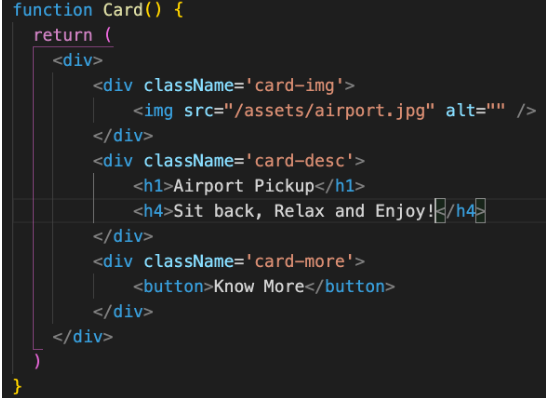 function Card() {
  return (
    <div>
        <div className='card-img'>
            <img src="/assets/airport.jpg" alt="" />
        </div>
        <div className='card-desc'>
            <h1>Airport Pickup</h1>
            <h4>Sit back, Relax and Enjoy!</h4>
        </div>
        <div className='card-more'>
            <button>Know More</button>
        </div>
    </div>
  )
}